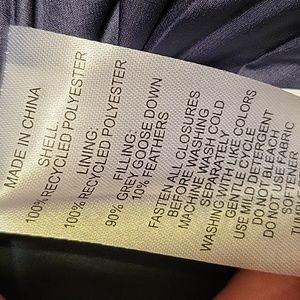 MADE IN CHINA
SHELL:
100% RECYCLED POLYESTER
LINING:
100% RECYCLED POLYESTER
FILLING:
90% GREY GOOSE DOWN
10% FEATHERS
FASTEN ALL CLOSURES
BEFORE WASHING
MACHINE WASH COLD
SEPARATELY
WASHING WITH LIKE COLORS
GENTLE CYCLE
USE MILD DETERGENT
DO NOT BLEACH
DO NOT USE FABRIC
SOFTENER